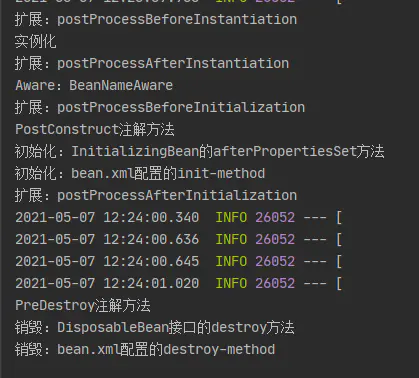 扩展：postProcessBeforeInstantiation
实例化
扩展：postProcessAfterInstantiation
Aware：BeanNameAware
扩展：postProcessBeforeInitialization
PostConstruct注解方法
初始化：InitializingBean的afterPropertiesSet方法
初始化：bean.xml配置的init-method
扩展：postProcessAfterInitialization
2021-05-07 12:24:00.340  INFO 26052 --- [
2021-05-07 12:24:00.636  INFO 26052 --- [
2021-05-07 12:24:00.645  INFO 26052 --- [
2021-05-07 12:24:01.020  INFO 26052 --- [
PreDestroy注解方法
销毁：DisposableBean接口的destroy方法
销毁：bean.xml配置的destroy-method